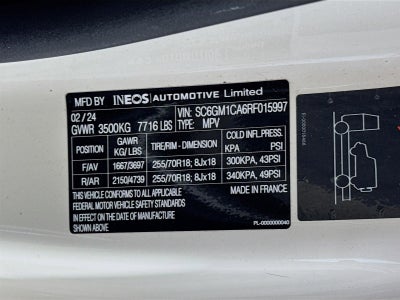 MFD BY INEOS AUTOMOTIVE Limited
02 / 24 VIN: SC6GM1CA6RF015997
GVWR 3500KG 7716 LBS TYPE: MPV
POSITION GAWR KG/LBS TIRE/RIM - DIMENSION COLD INFL.PRESS. KPA PSI
F/AV 1667/3697 255/70R18; 8Jx18 300KPA, 43PSI
R/AR 2150/4739 255/70R18; 8Jx18 340KPA, 49PSI
THIS VEHICLE CONFORMS TO ALL APPLICABLE
FEDERAL MOTOR VEHICLE SAFETY STANDARDS
IN EFFECT ON THE DATE OF
MANUFACTURE SHOWN ABOVE.
PL-0000000040